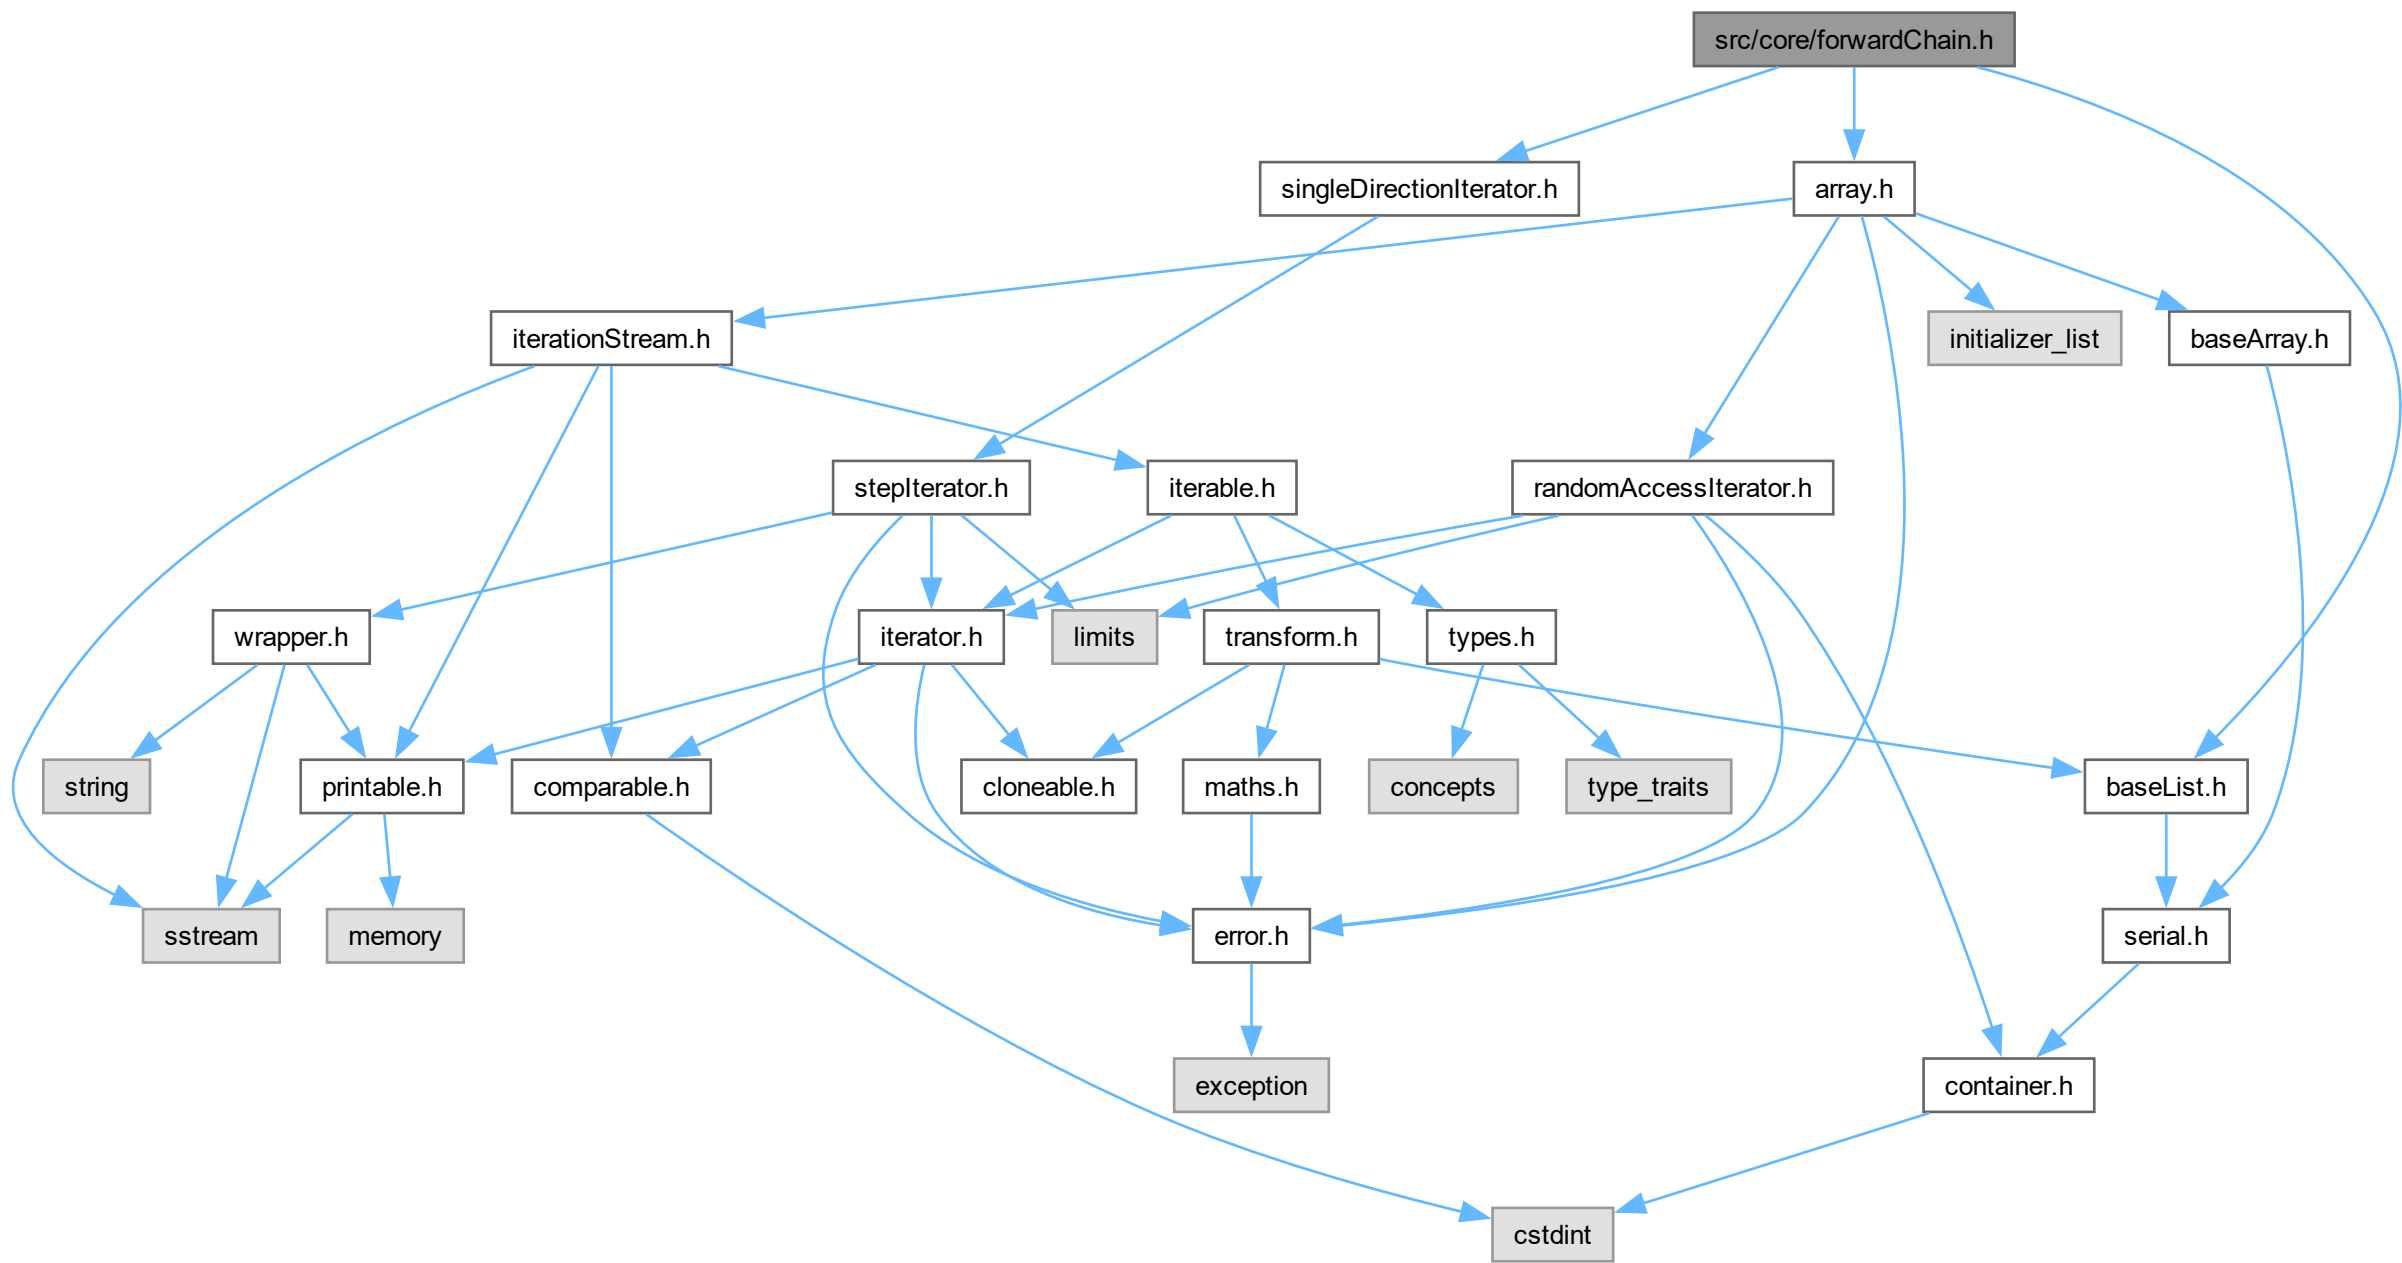 src/core/forwardChain.h
singleDirectionIterator.h
array.h
iterationStream.h
initializer_list
baseArray.h
stepIterator.h
iterable.h
randomAccessIterator.h
wrapper.h
iterator.h
limits
transform.h
types.h
string
printable.h
comparable.h
cloneable.h
maths.h
concepts
type_traits
baseList.h
sstream
memory
error.h
serial.h
exception
container.h
cstdint